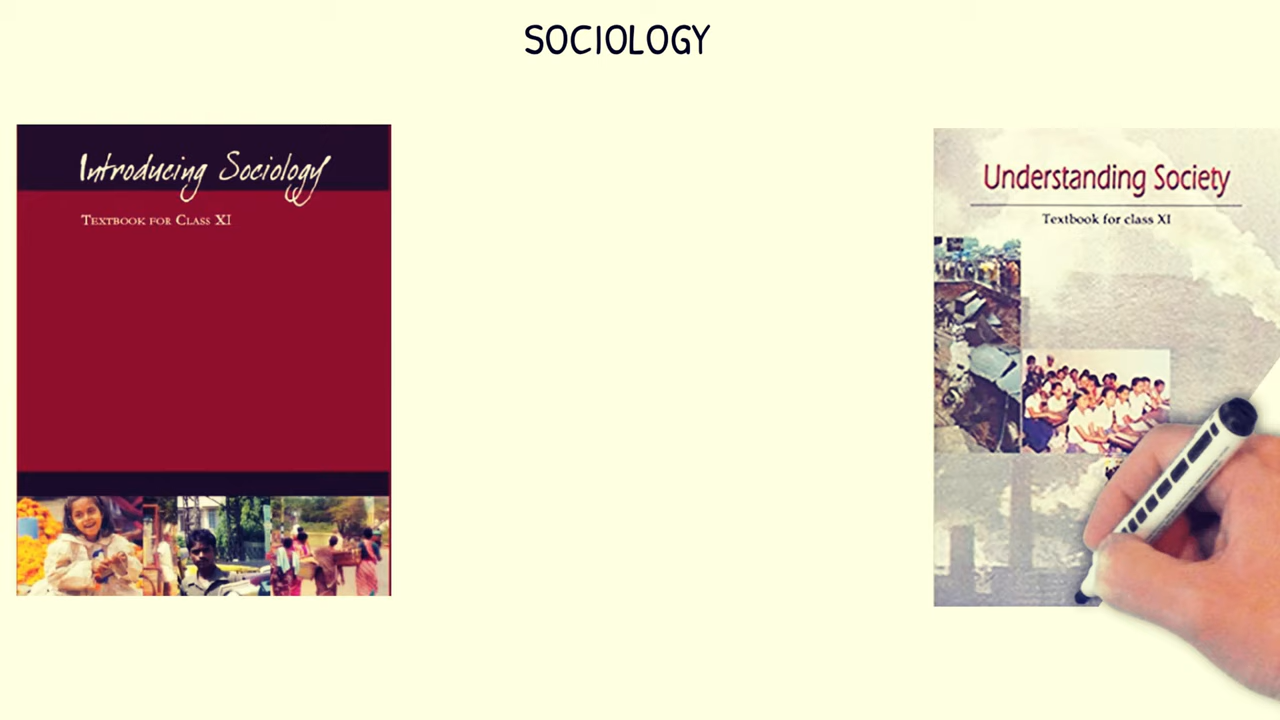 SOCIOLOGY
Introducing Sociology
TEXTBOOK FOR CLASS XI
Understanding Society
Textbook for class XI